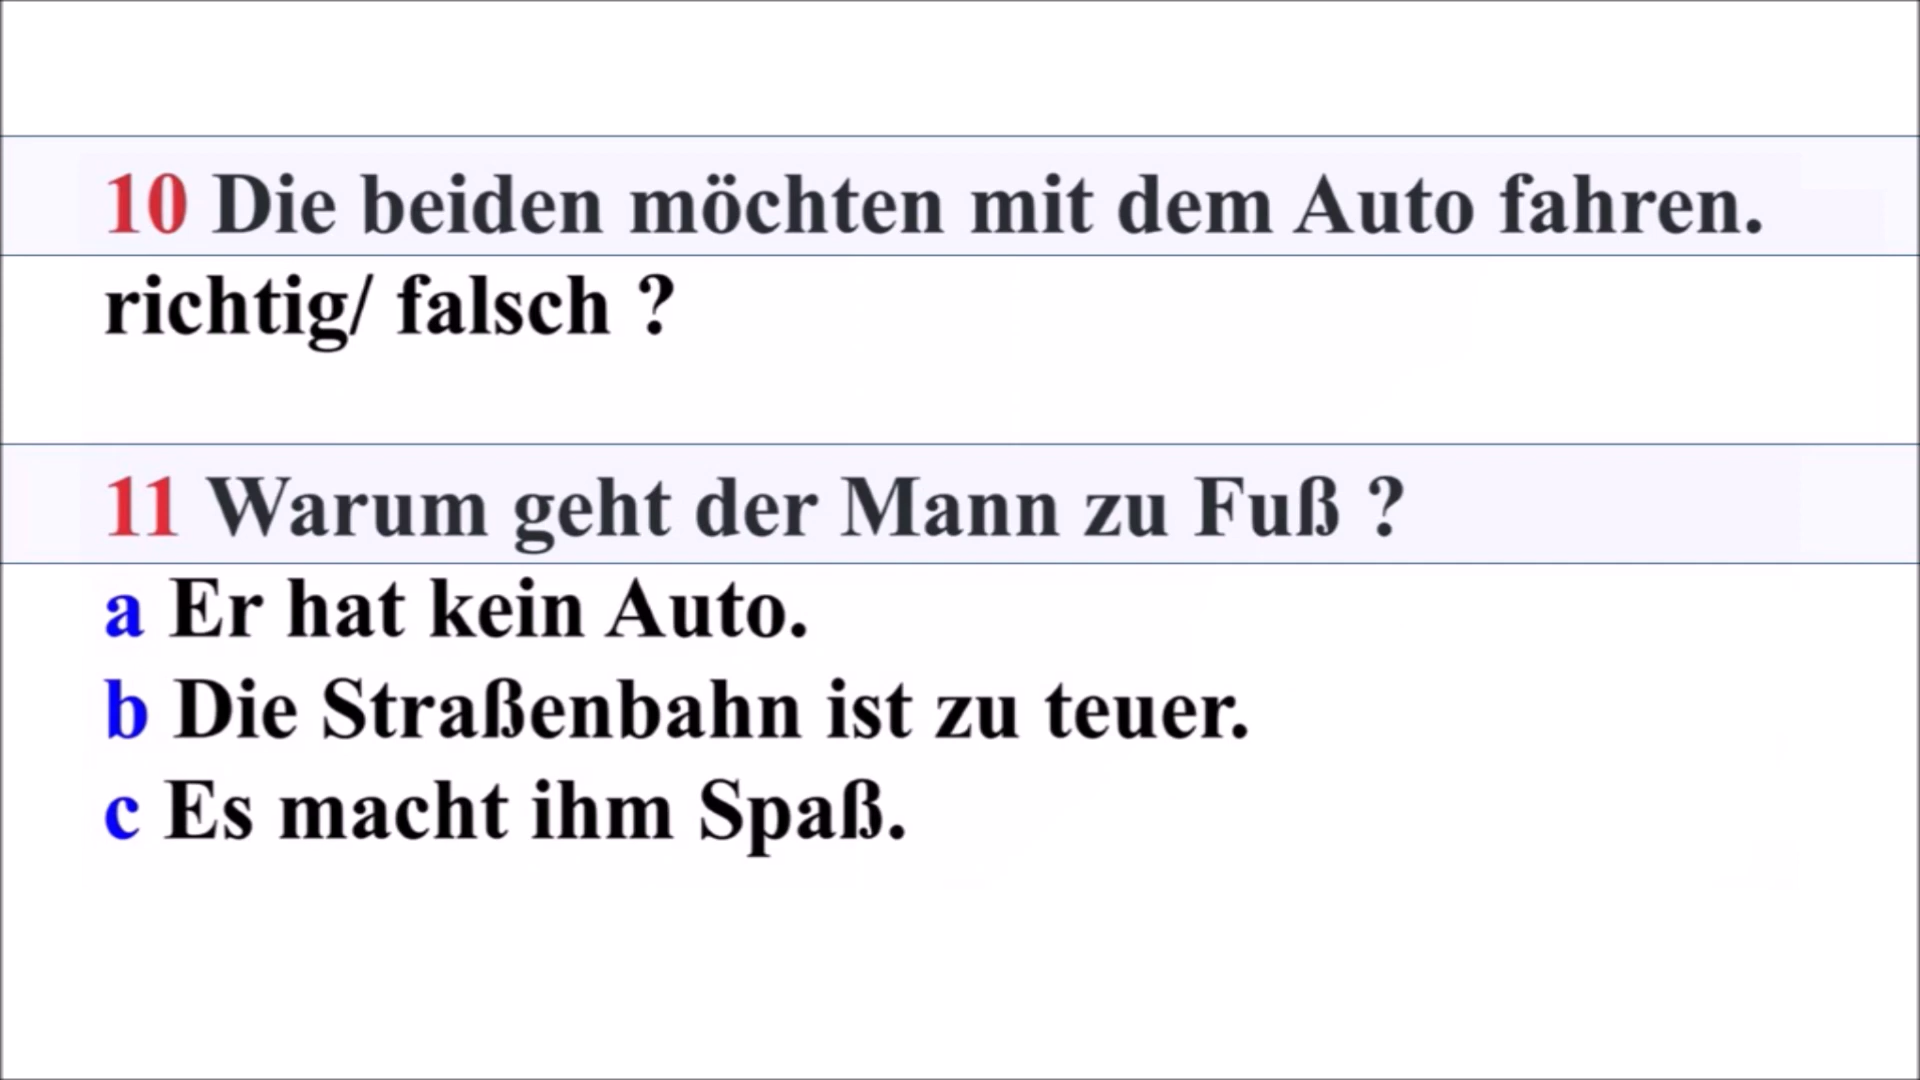 10 Die beiden möchten mit dem Auto fahren.
richtig/ falsch ?
11 Warum geht der Mann zu Fuß ?
a Er hat kein Auto.
b Die Straßenbahn ist zu teuer.
c Es macht ihm Spaß.